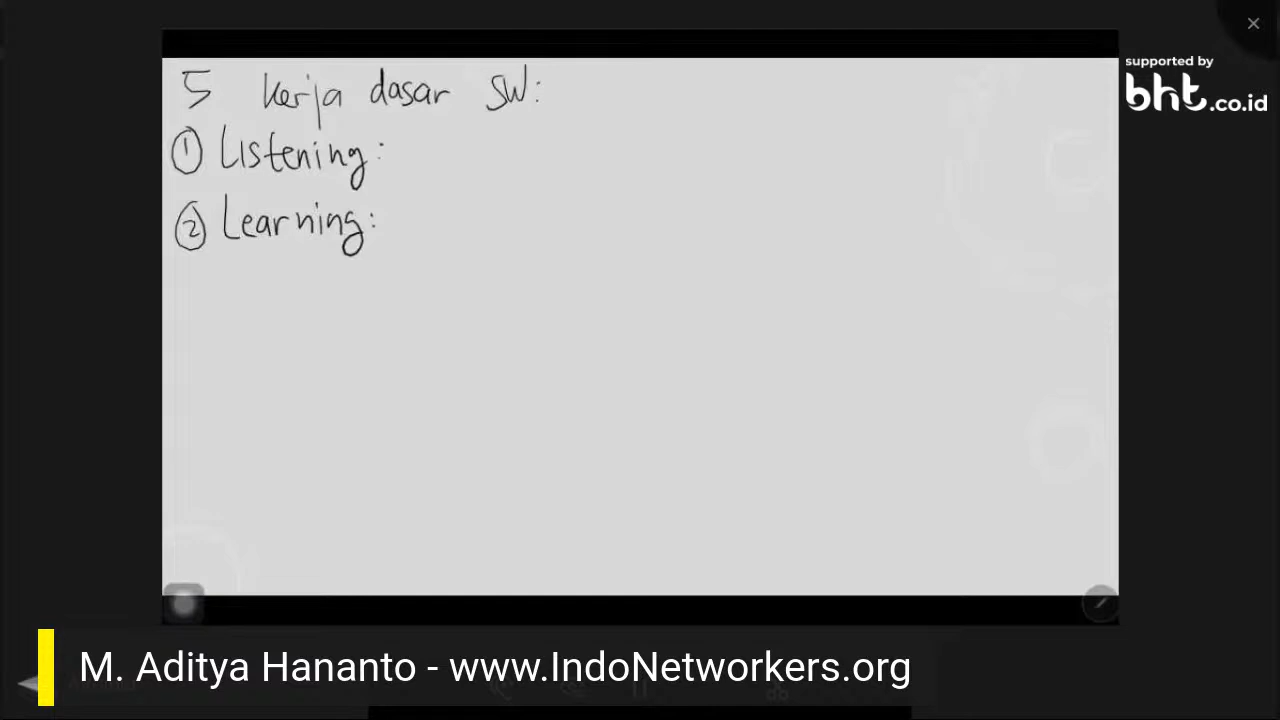 5 kerja dasar SW:
① Listening:
② Learning:
supported by
bht.co.id
M. Aditya Hananto - www.IndoNetworkers.org